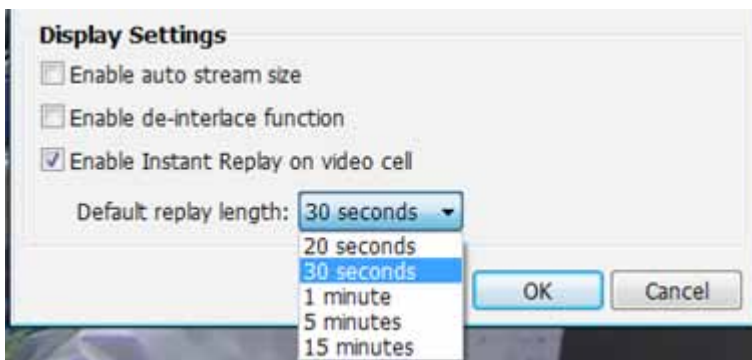 Display Settings
Enable auto stream size
Enable de-interlace function
Enable Instant Replay on video cell
Default replay length: 30 seconds
20 seconds
30 seconds
1 minute
5 minutes
15 minutes
OK Cancel